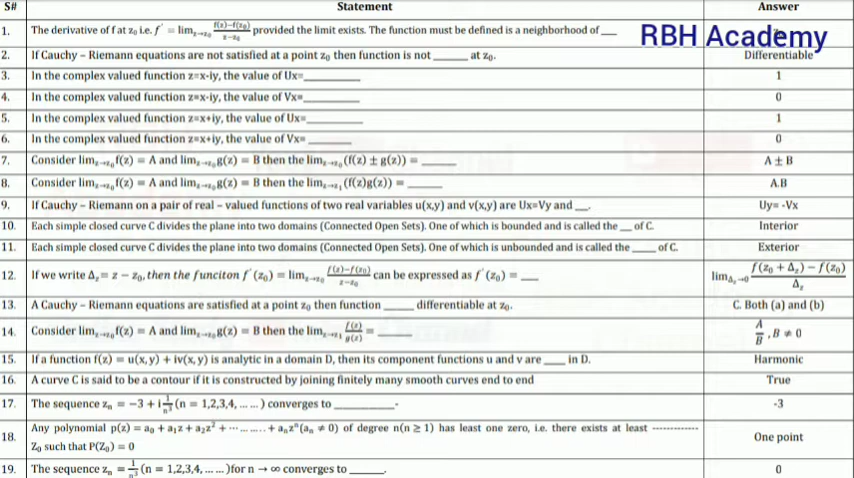 S# Statement Answer
1. The derivative of f at z₀ i.e. f′ = lim_{z→z₀} (f(z)−f(z₀))/(z−z₀) provided the limit exists. The function must be defined is a neighborhood of ___
RBH Academy
2. If Cauchy – Riemann equations are not satisfied at a point z₀ then function is not ______ at z₀. Differentiable
3. In the complex valued function z=x-iy, the value of Ux=_________ 1
4. In the complex valued function z=x-iy, the value of Vx=_________ 0
5. In the complex valued function z=x+iy, the value of Ux=_________ 1
6. In the complex valued function z=x+iy, the value of Vx=_______ 0
7. Consider lim_{z→z₀} f(z) = A and lim_{z→z₀} g(z) = B then the lim_{z→z₀} (f(z) ± g(z)) = ______ A ± B
8. Consider lim_{z→z₀} f(z) = A and lim_{z→z₀} g(z) = B then the lim_{z→z₁} (f(z)g(z)) = ______ A.B
9. If Cauchy – Riemann on a pair of real – valued functions of two real variables u(x,y) and v(x,y) are Ux=Vy and ___. Uy= -Vx
10. Each simple closed curve C divides the plane into two domains (Connected Open Sets). One of which is bounded and is called the __ of C. Interior
11. Each simple closed curve C divides the plane into two domains (Connected Open Sets). One of which is unbounded and is called the ____ of C. Exterior
12. If we write Δ_z = z − z₀, then the funciton f′(z₀) = lim_{z→z₀} (f(z)−f(z₀))/(z−z₀) can be expressed as f′(z₀) = ___ lim_{Δ_z→0} (f(z₀ + Δ_z) − f(z₀))/Δ_z
13. A Cauchy – Riemann equations are satisfied at a point z₀ then function _____ differentiable at z₀. C. Both (a) and (b)
14. Consider lim_{z→z₀} f(z) = A and lim_{z→z₀} g(z) = B then the lim_{z→z₁} f(z)/g(z) = ______ A/B , B ≠ 0
15. If a function f(z) = u(x,y) + iv(x,y) is analytic in a domain D, then its component functions u and v are ____ in D. Harmonic
16. A curve C is said to be a contour if it is constructed by joining finitely many smooth curves end to end True
17. The sequence zₙ = −3 + i 1/n³ (n = 1,2,3,4, … …) converges to __________. -3
18. Any polynomial p(z) = a₀ + a₁z + a₂z² + ⋯ … … … + aₙzⁿ (aₙ ≠ 0) of degree n(n ≥ 1) has least one zero, i.e. there exists at least -------------
Z₀ such that P(Z₀) = 0 One point
19. The sequence zₙ = 1/n³ (n = 1,2,3,4, … …)for n → ∞ converges to ______. 0